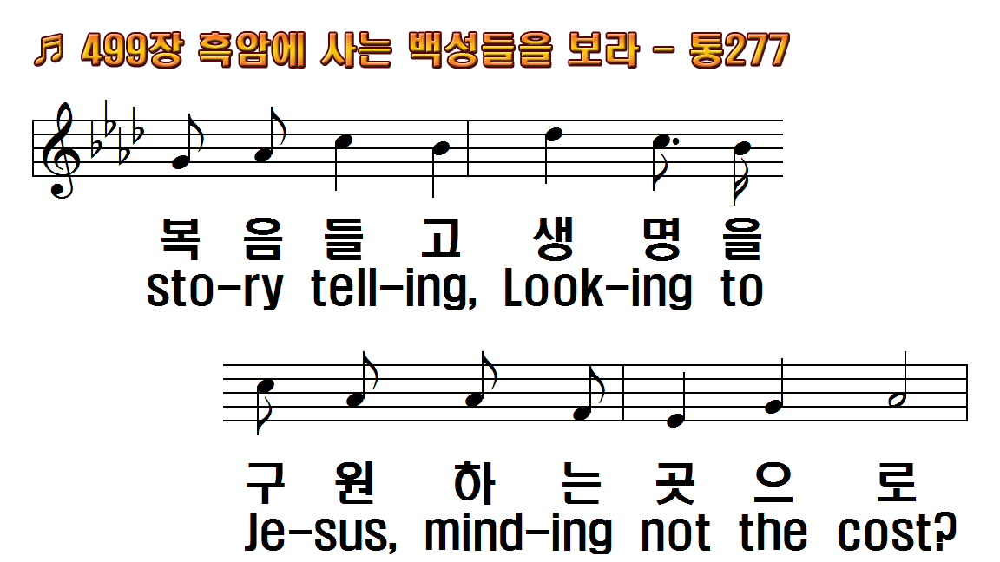 ♬ 499장 흑암에 사는 백성들을 보라 - 통277
복 음 들 고 생 명 을
sto-ry tell-ing, Look-ing to
구 원 하 는 곳 으 로
Je-sus, mind-ing not the cost?